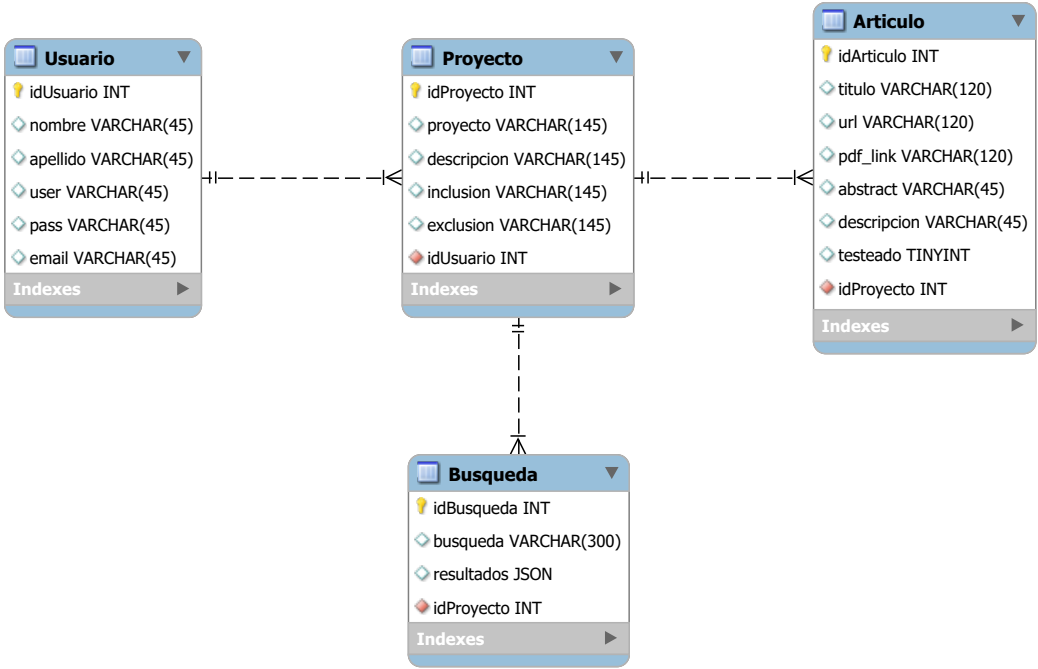 Usuario
idUsuario INT
nombre VARCHAR(45)
apellido VARCHAR(45)
user VARCHAR(45)
pass VARCHAR(45)
email VARCHAR(45)
Indexes
Proyecto
idProyecto INT
proyecto VARCHAR(145)
descripcion VARCHAR(145)
inclusion VARCHAR(145)
exclusion VARCHAR(145)
idUsuario INT
Indexes
Articulo
idArticulo INT
titulo VARCHAR(120)
url VARCHAR(120)
pdf_link VARCHAR(120)
abstract VARCHAR(45)
descripcion VARCHAR(45)
testeado TINYINT
idProyecto INT
Indexes
Busqueda
idBusqueda INT
busqueda VARCHAR(300)
resultados JSON
idProyecto INT
Indexes